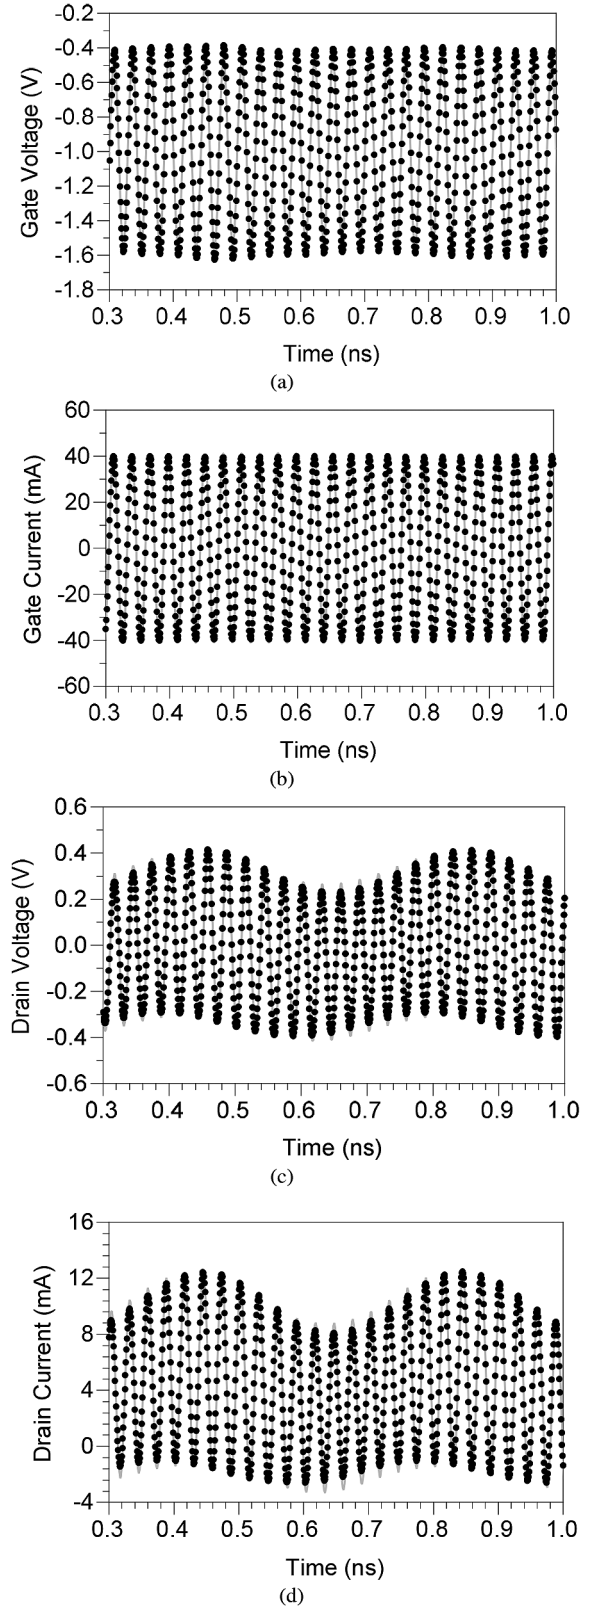 -0.2
-0.4
-0.6
-0.8
-1.0
-1.2
-1.4
-1.6
-1.8
Gate Voltage (V)
0.3 0.4 0.5 0.6 0.7 0.8 0.9 1.0
Time (ns)
(a)
60
40
20
0
-20
-40
-60
Gate Current (mA)
0.3 0.4 0.5 0.6 0.7 0.8 0.9 1.0
Time (ns)
(b)
0.6
0.4
0.2
0.0
-0.2
-0.4
-0.6
Drain Voltage (V)
0.3 0.4 0.5 0.6 0.7 0.8 0.9 1.0
Time (ns)
(c)
16
12
8
4
0
-4
Drain Current (mA)
0.3 0.4 0.5 0.6 0.7 0.8 0.9 1.0
Time (ns)
(d)